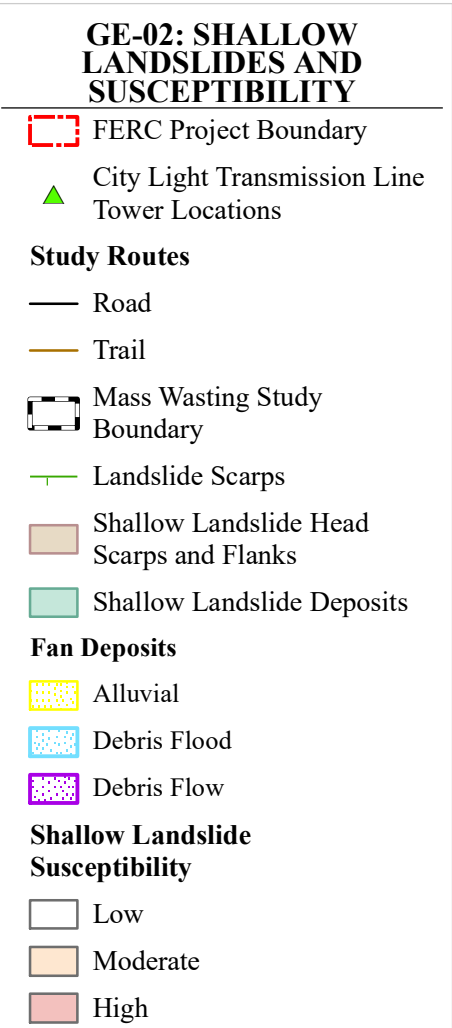 GE-02: SHALLOW
LANDSLIDES AND
SUSCEPTIBILITY
FERC Project Boundary
City Light Transmission Line
Tower Locations
Study Routes
Road
Trail
Mass Wasting Study
Boundary
Landslide Scarps
Shallow Landslide Head
Scarps and Flanks
Shallow Landslide Deposits
Fan Deposits
Alluvial
Debris Flood
Debris Flow
Shallow Landslide
Susceptibility
Low
Moderate
High